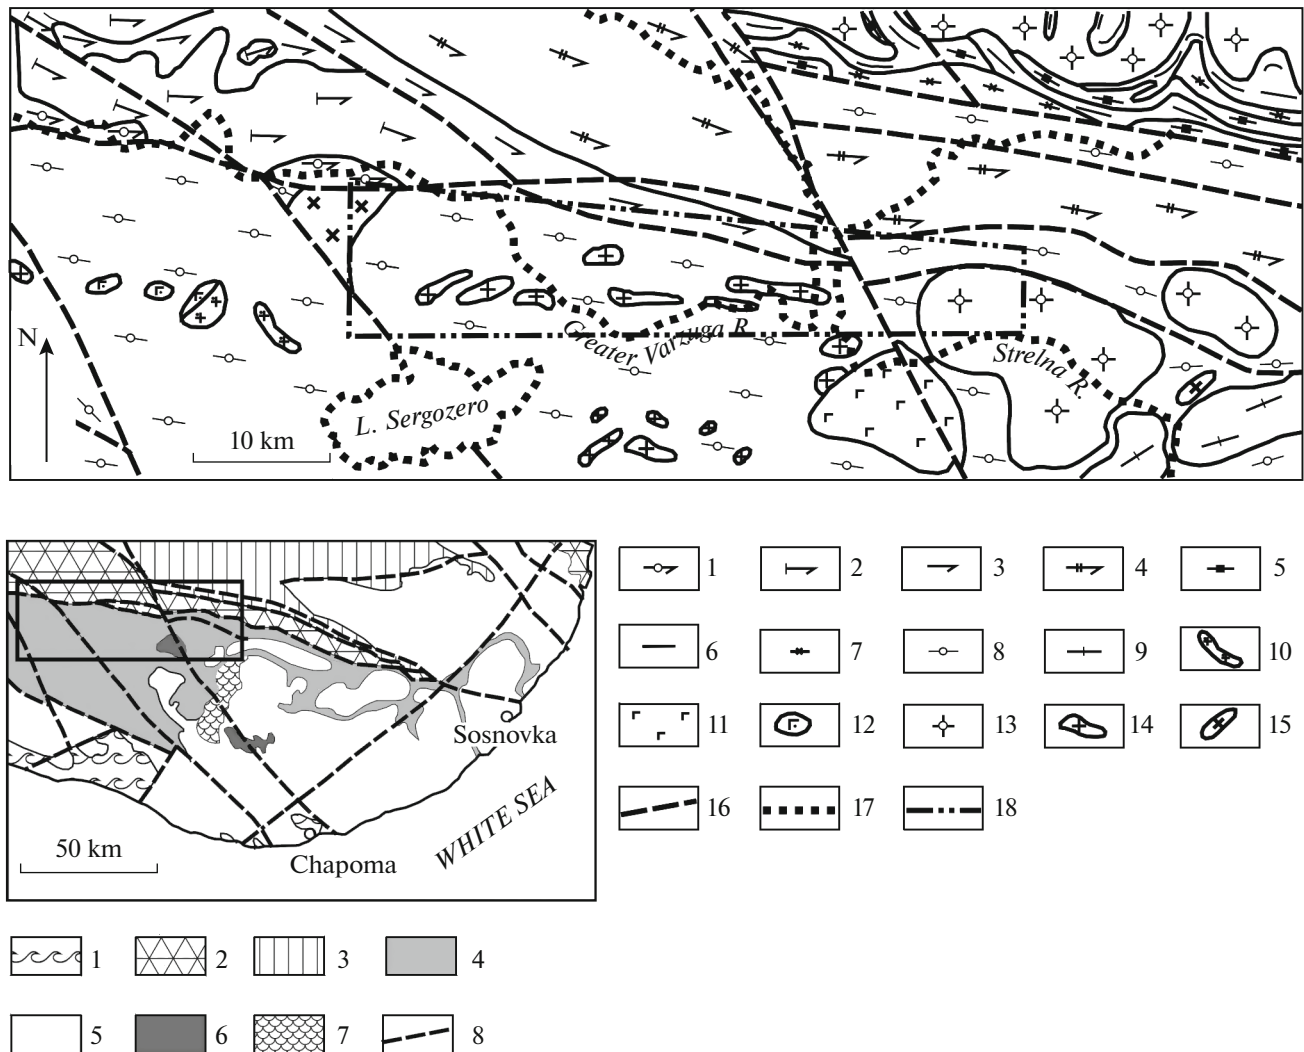 N
10 km
L. Sergozero
Greater Varzuga R.
Strelna R.
Sosnovka
Chapoma
WHITE SEA
50 km
1 2 3 4 5
6 7 8 9 10
11 12 13 14 15
16 17 18
1 2 3 4
5 6 7 8